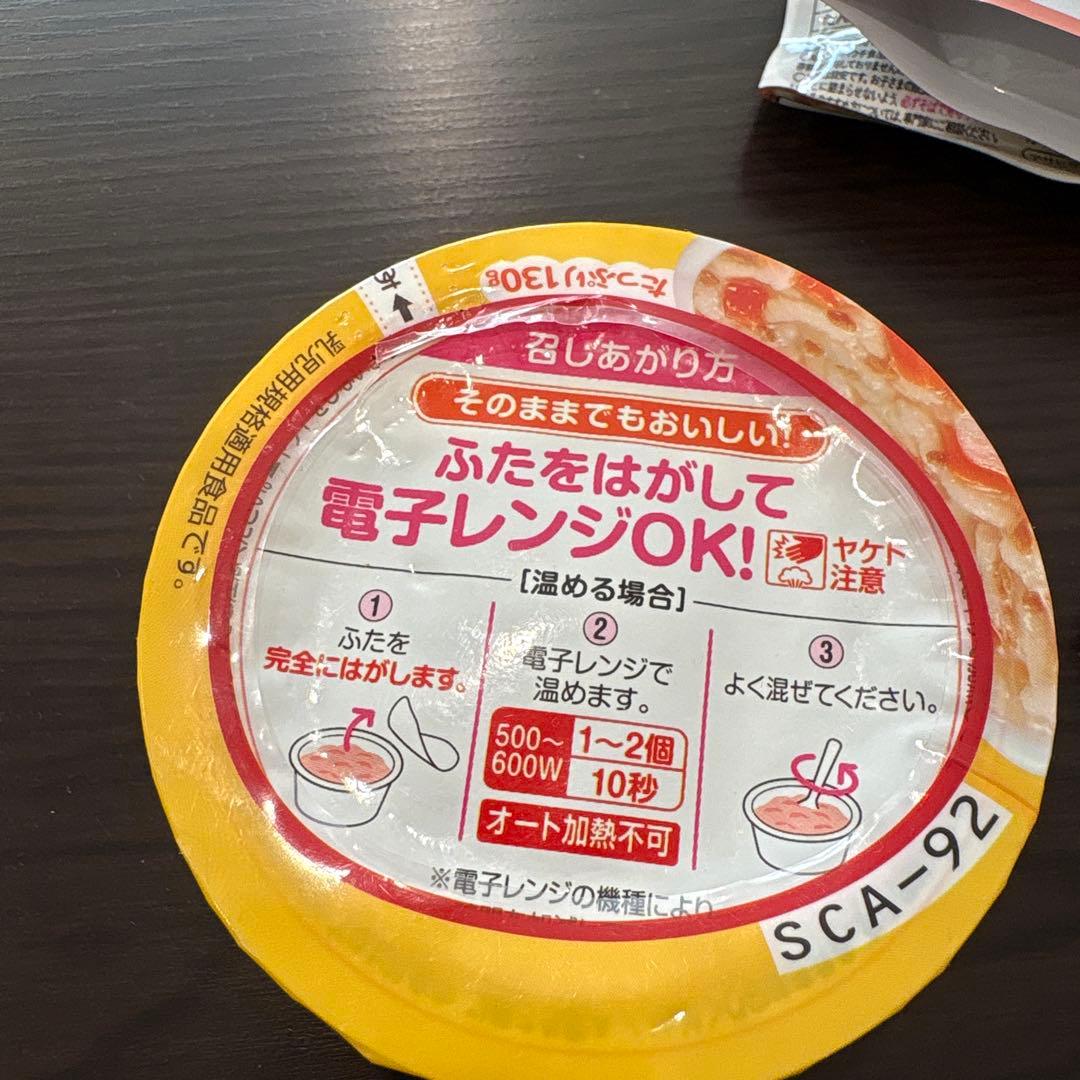 たっぷり130g
乳児用規格適用食品です。
召しあがり方
そのままでもおいしい!
ふたをはがして
電子レンジOK!
ヤケド
注意
[温める場合]
①
ふたを
完全にはがします。
②
電子レンジで
温めます。
500～
600W
1～2個
10秒
オート加熱不可
③
よく混ぜてください。
※電子レンジの機種により
SCA-92